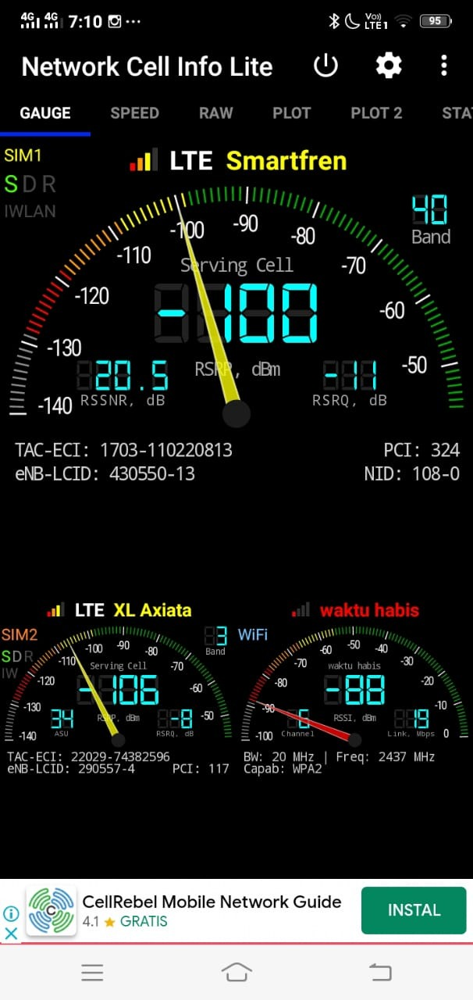 4G 4G 7:10 Vo)) LTE1 95
Network Cell Info Lite
GAUGE SPEED RAW PLOT PLOT 2 STA
SIM1 LTE Smartfren
S D R
IWLAN
40
Band
-140 -130 -120 -110 -100 -90 -80 -70 -60 -50
Serving Cell
-100
RSRP, dBm
20.5
RSSNR, dB
-11
RSRQ, dB
TAC-ECI: 1703-110220813 PCI: 324
eNB-LCID: 430550-13 NID: 108-0
LTE XL Axiata
SIM2
S D R
IW
3
Band
-140 -130 -120 -110 -100 -90 -80 -70 -60 -50
Serving Cell
-106
RSRP, dBm
34
ASU
-8
RSRQ, dB
TAC-ECI: 22029-74382596
eNB-LCID: 290557-4 PCI: 117
waktu habis
WiFi
-100 -90 -80 -70 -60 -50 -40 -30 -20 -10 0
waktu habis
-88
RSSI, dBm
6
Channel
19
Link, Mbps
BW: 20 MHz | Freq: 2437 MHz
Capab: WPA2
CellRebel Mobile Network Guide
4.1 GRATIS
INSTAL